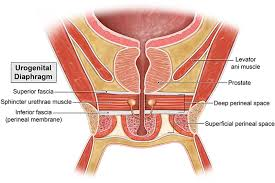 Urogenital
Diaphragm
Superior fascia
Sphincter urethrae muscle
Inferior fascia
(perineal membrane)
Levator
ani muscle
Prostate
Deep perineal space
Superficial perineal space